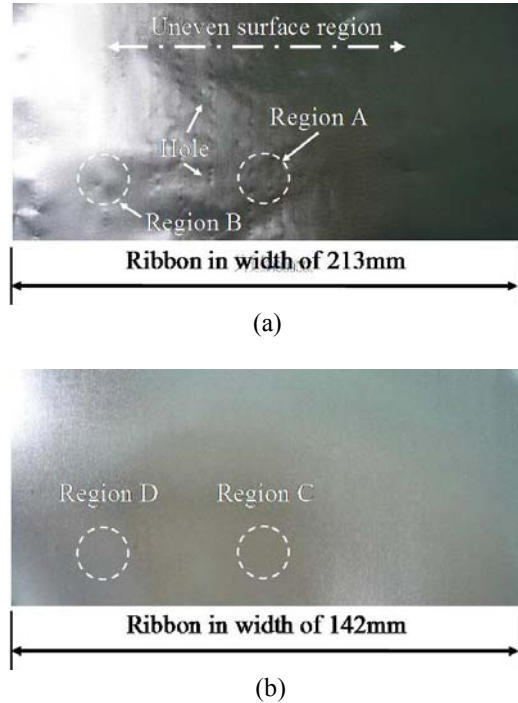 Uneven surface region
Region A
Hole
Region B
Ribbon in width of 213mm
(a)
Region D Region C
Ribbon in width of 142mm
(b)